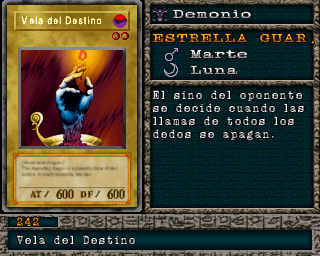 Vela del Destino
AT/ 600 DF/ 600
Demonio
ESTRELLA GUAR.
Marte
Luna
El sino del oponente
se decide cuando las
llamas de todos los
dedos se apagan.
242
Vela del Destino